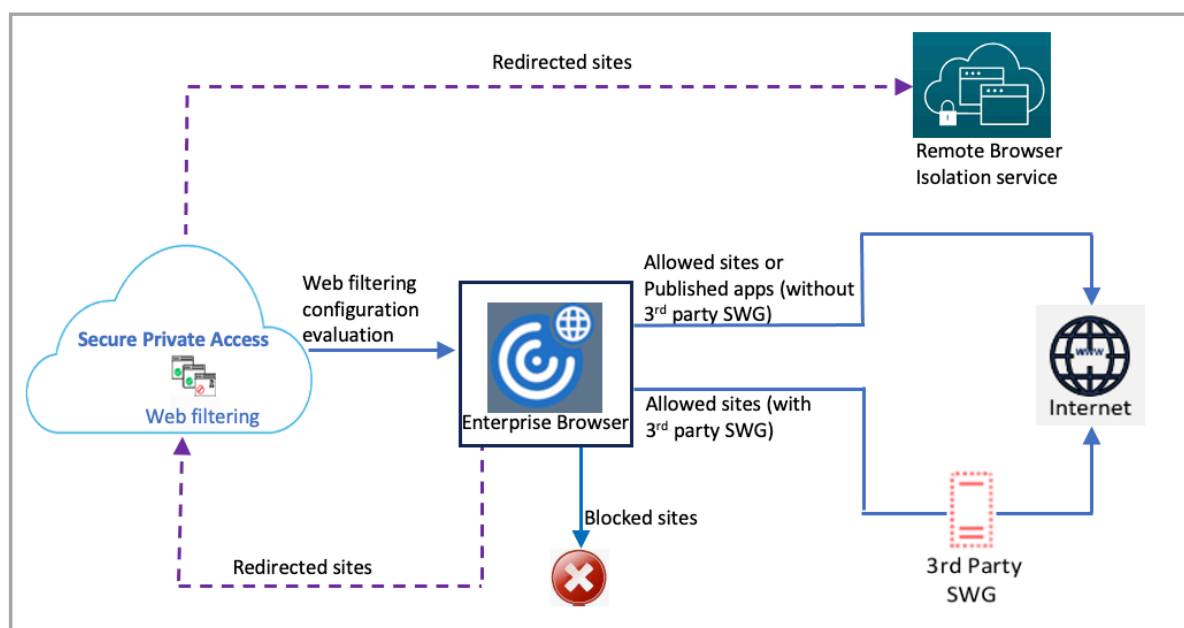 Redirected sites
Remote Browser
Isolation service
Web filtering
configuration
evaluation
Secure Private Access
Web filtering
Enterprise Browser
Allowed sites or
Published apps (without
3rd party SWG)
Allowed sites (with
3rd party SWG)
WWW
Internet
Blocked sites
Redirected sites
3rd Party
SWG